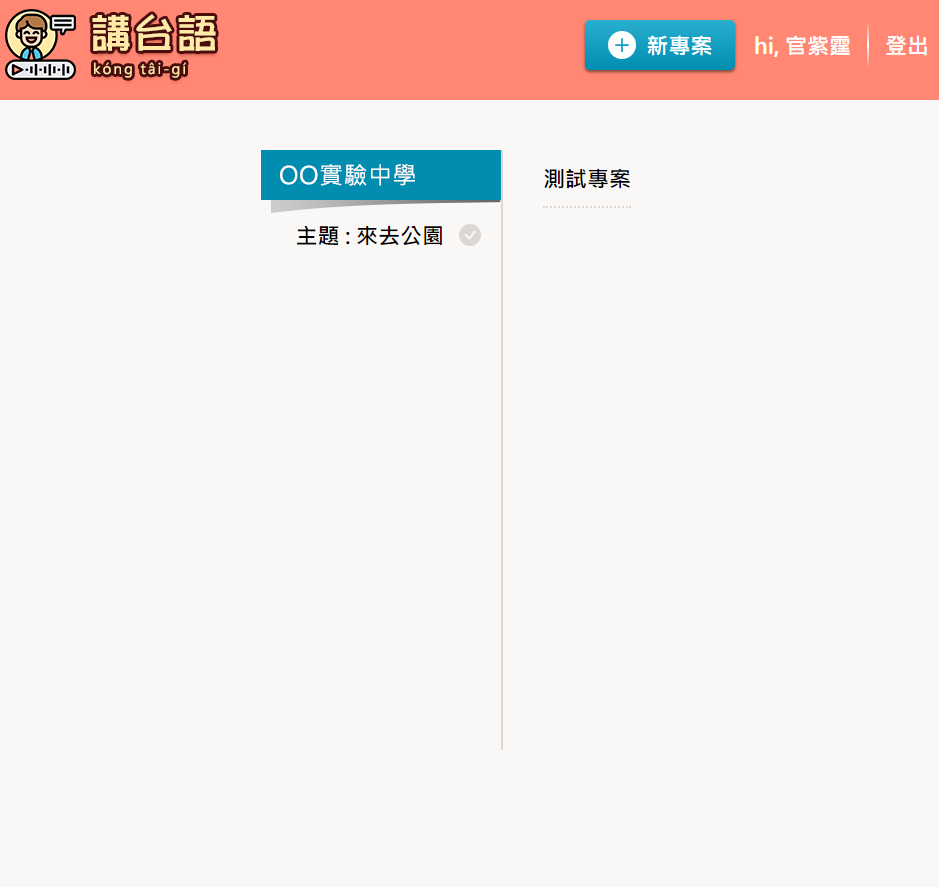 講台語
kóng tâi-gí
新專案
hi, 官紫靋
登出
OO實驗中學
測試專案
主題 : 來去公園